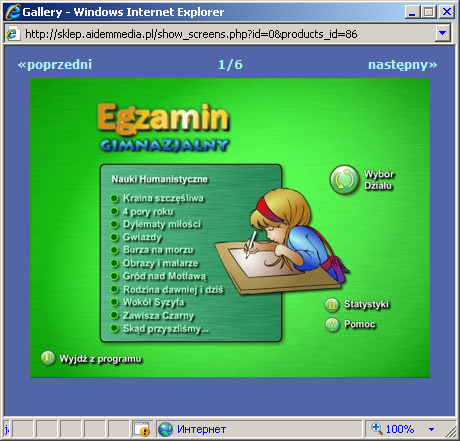 Gallery - Windows Internet Explorer
http://sklep.aidemmedia.pl/show_screens.php?id=0&products_id=86
«poprzedni 1/6 następny»
Egzamin
GIMNAZJALNY
Nauki Humanistyczne
Kraina szczęśliwa
4 pory roku
Dylematy miłości
Gwiazdy
Burza na morzu
Obrazy i malarze
Gród nad Motławą
Rodzina dawniej i dziś
Wokół Syzyfa
Zawisza Czarny
Skąd przyszliśmy...
Wybór
Działu
Statystyki
Pomoc
Wyjdź z programu
Интернет 100%